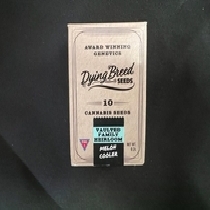 AWARD WINNING
GENETICS
Dying Breed
SEEDS
10
CANNABIS SEEDS
VAULTED
FAMILY
HEIRLOOM
MELON
COOLER